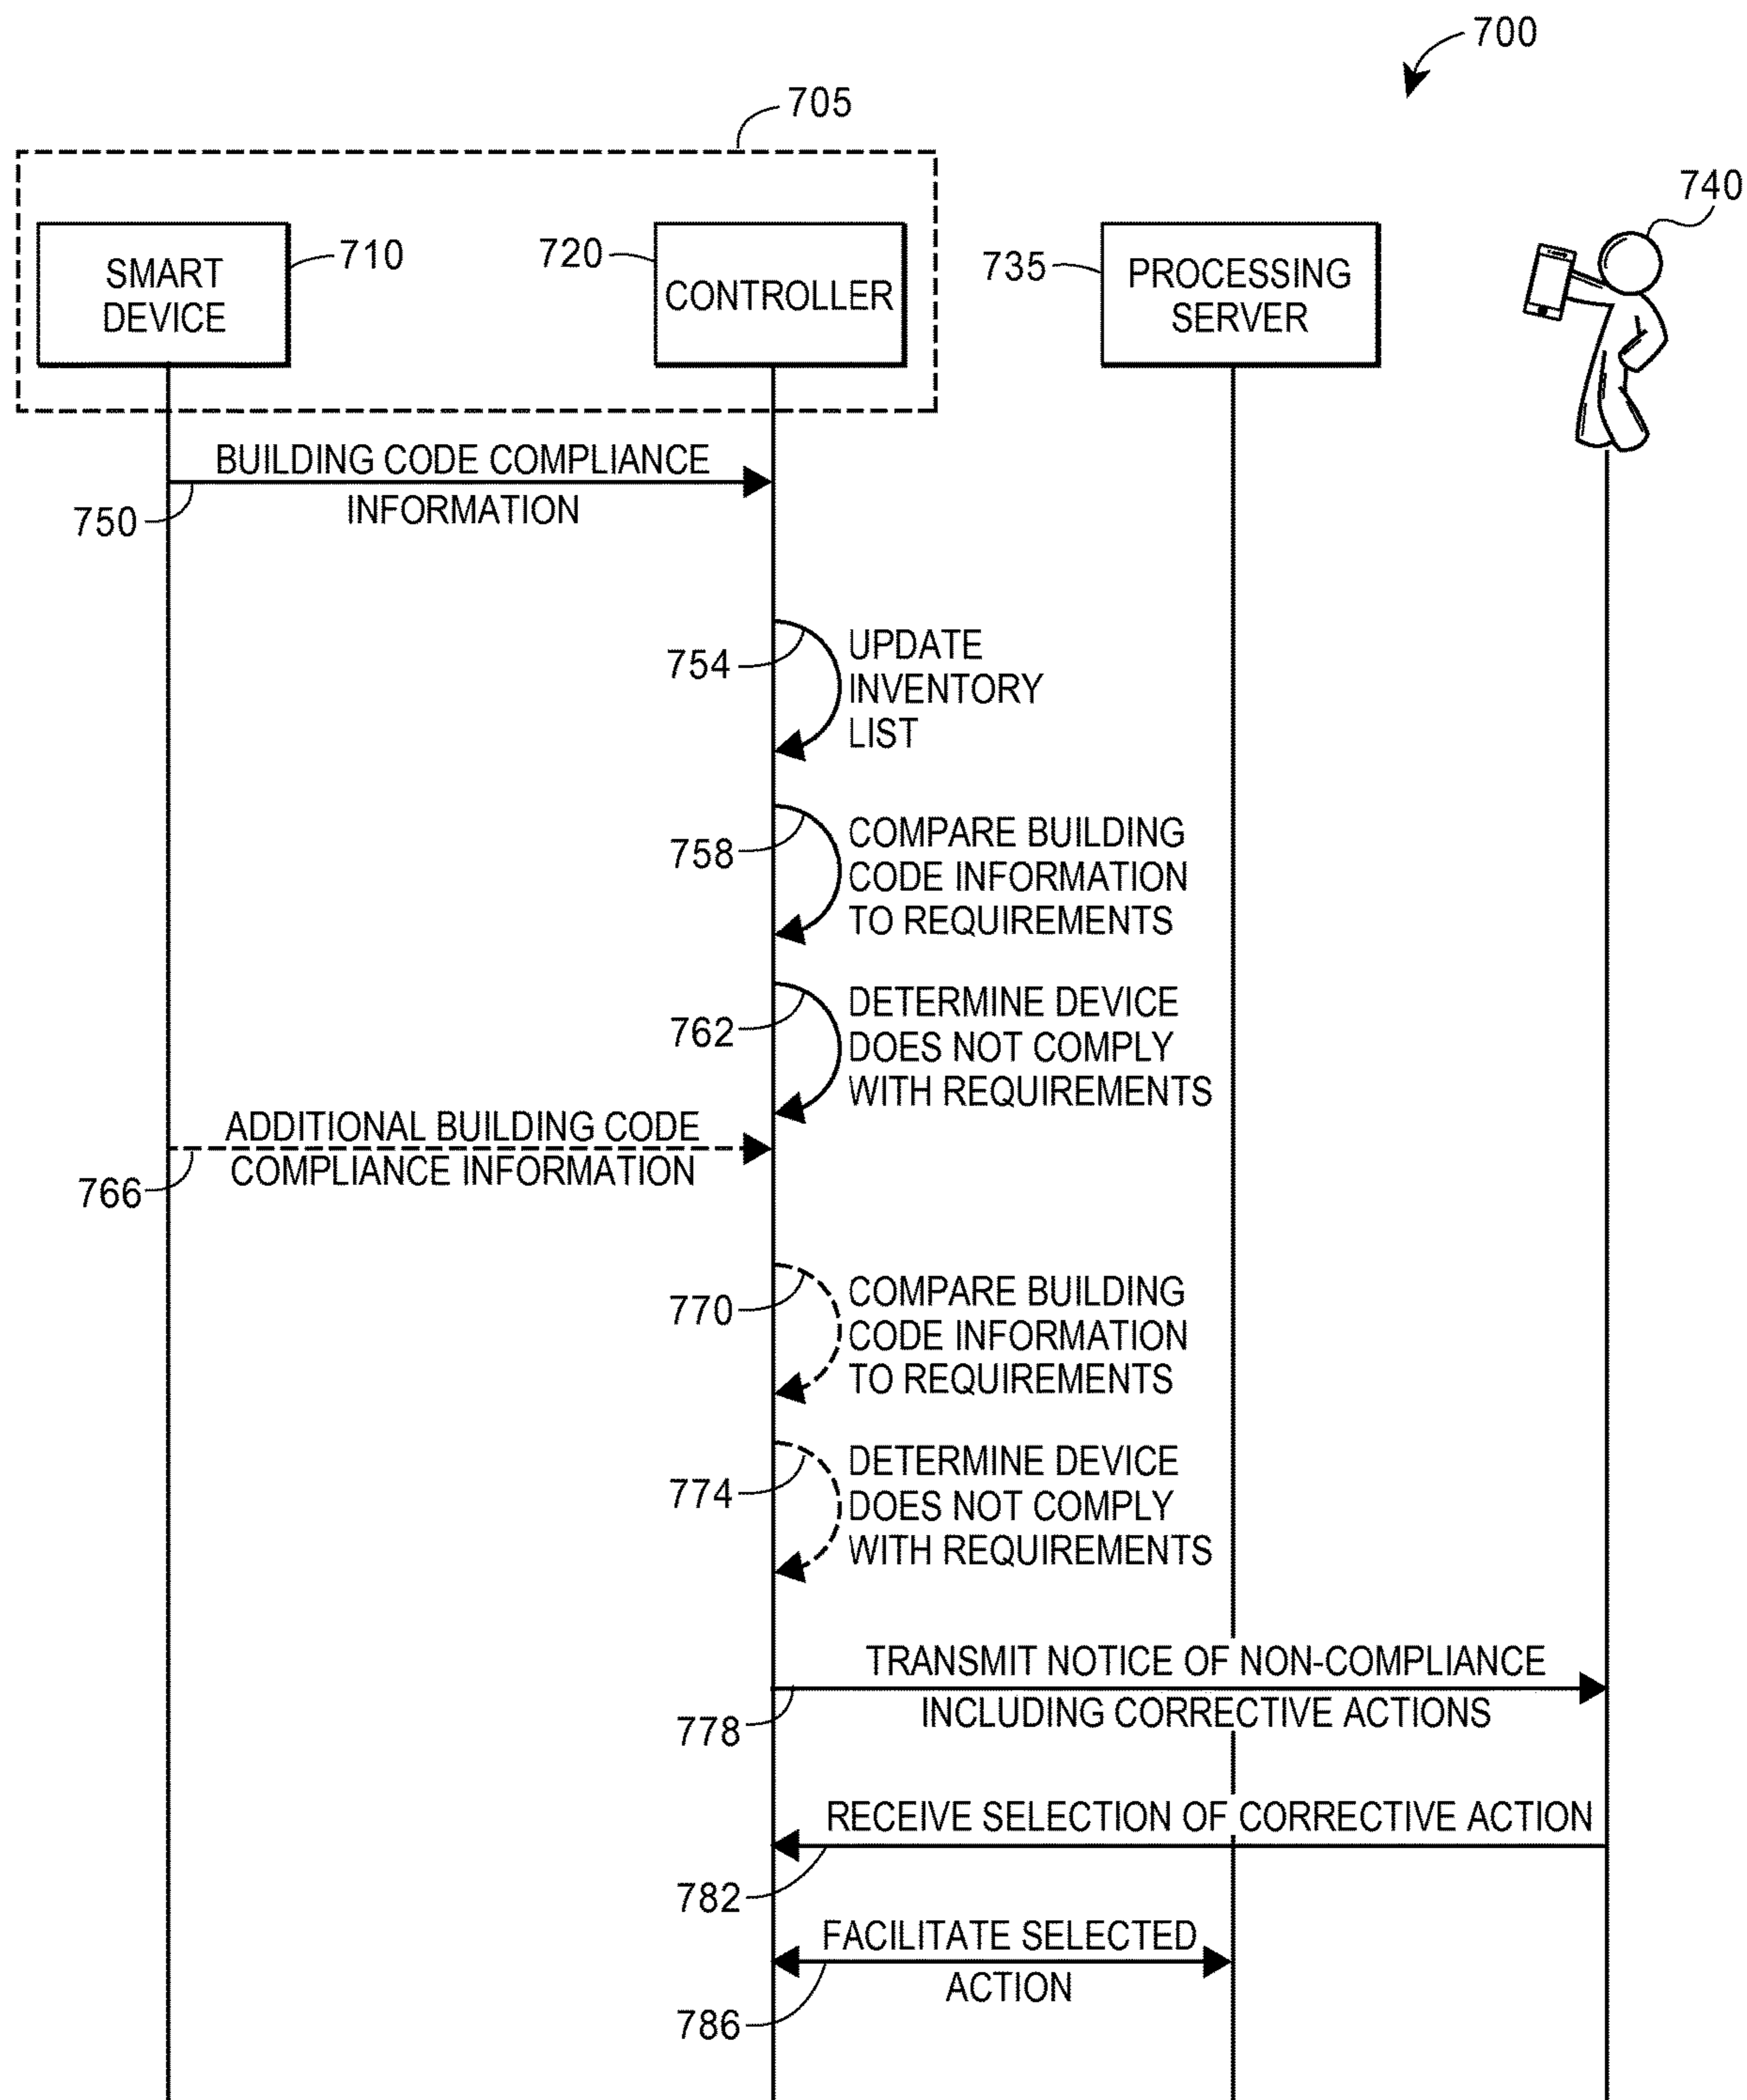 700
705
740
SMART
DEVICE
710
720
CONTROLLER
735
PROCESSING
SERVER
BUILDING CODE COMPLIANCE
INFORMATION
750
754
UPDATE
INVENTORY
LIST
758
COMPARE BUILDING
CODE INFORMATION
TO REQUIREMENTS
762
DETERMINE DEVICE
DOES NOT COMPLY
WITH REQUIREMENTS
ADDITIONAL BUILDING CODE
COMPLIANCE INFORMATION
766
770
COMPARE BUILDING
CODE INFORMATION
TO REQUIREMENTS
774
DETERMINE DEVICE
DOES NOT COMPLY
WITH REQUIREMENTS
TRANSMIT NOTICE OF NON-COMPLIANCE
INCLUDING CORRECTIVE ACTIONS
778
RECEIVE SELECTION OF CORRECTIVE ACTION
782
FACILITATE SELECTED
ACTION
786